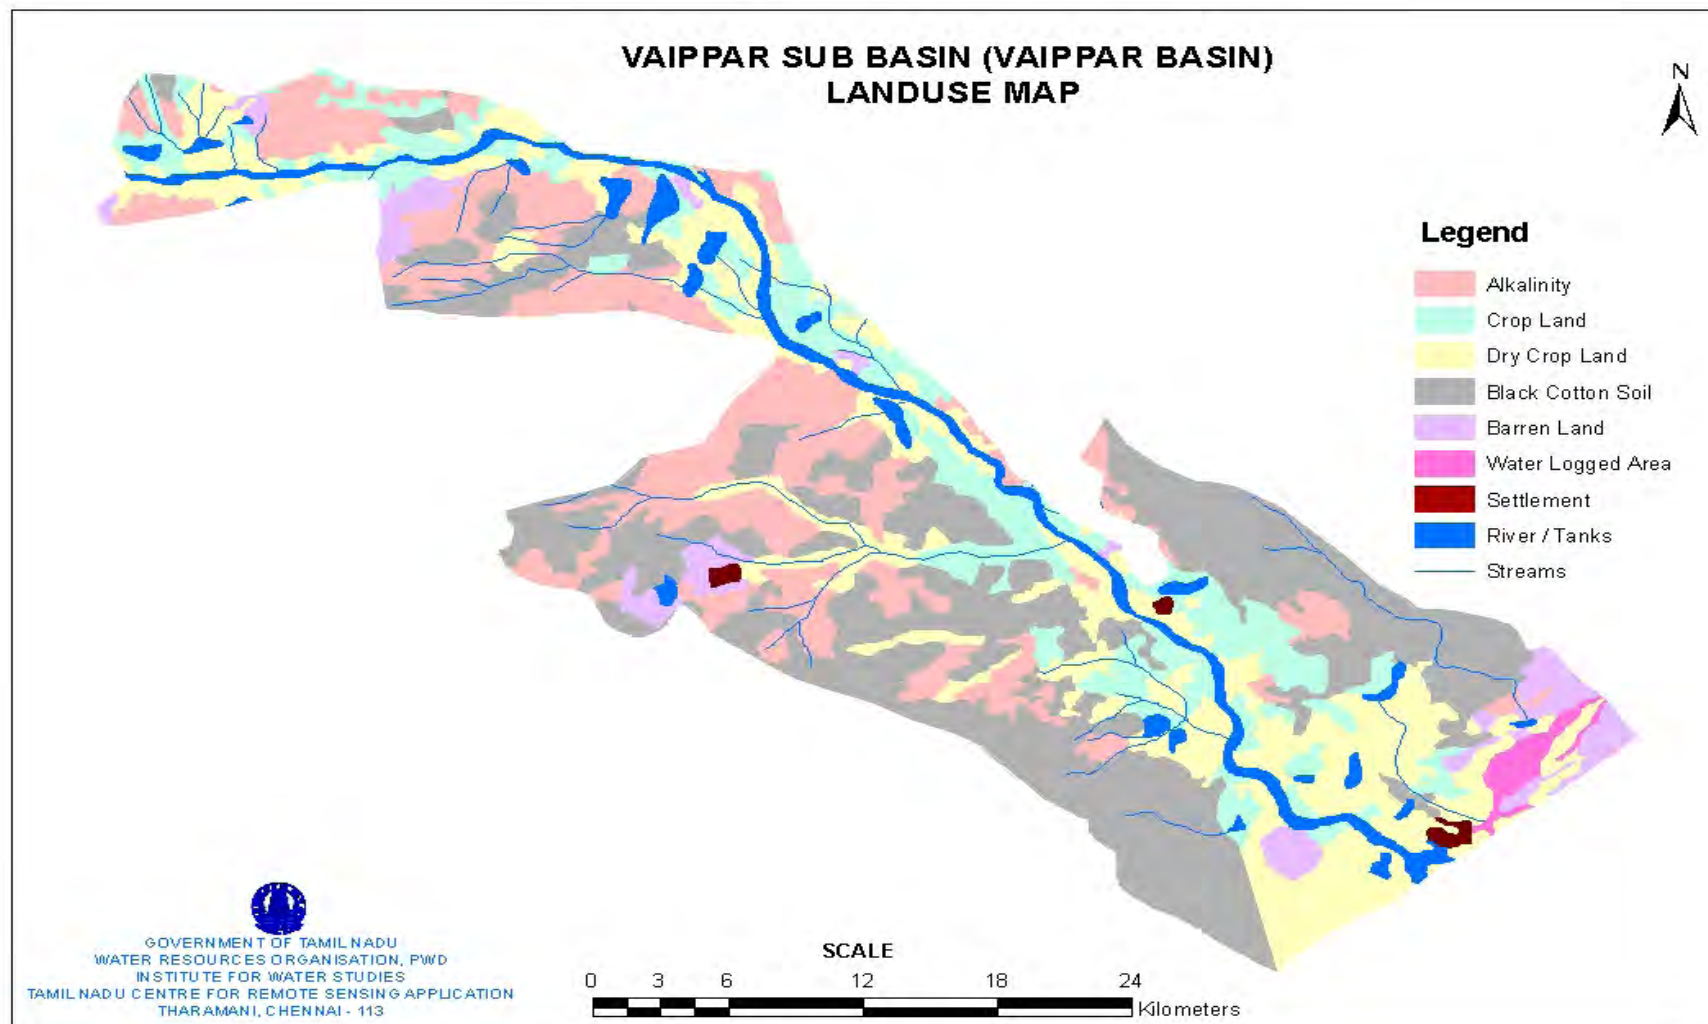 VAIPPAR SUB BASIN (VAIPPAR BASIN)
LANDUSE MAP
N
Legend
Alkalinity
Crop Land
Dry Crop Land
Black Cotton Soil
Barren Land
Water Logged Area
Settlement
River / Tanks
Streams
GOVERNMENT OF TAMIL NADU
WATER RESOURCES ORGANISATION, PWD
INSTITUTE FOR WATER STUDIES
TAMIL NADU CENTRE FOR REMOTE SENSING APPLICATION
THARAMANI, CHENNAI - 113
SCALE
0 3 6 12 18 24
Kilometers